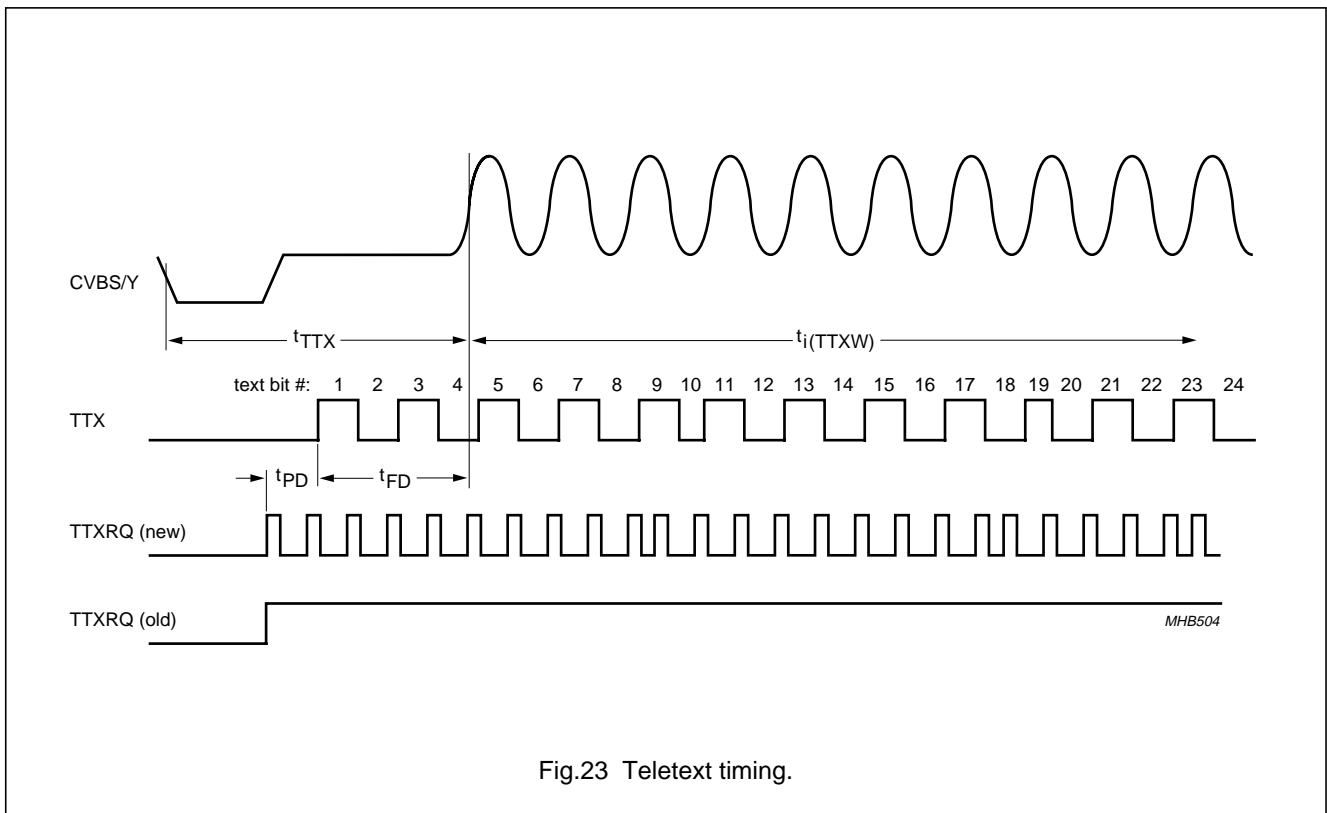 CVBS/Y
tTTX
ti(TTXW)
text bit #: 1 2 3 4 5 6 7 8 9 10 11 12 13 14 15 16 17 18 19 20 21 22 23 24
TTX
tPD
tFD
TTXRQ (new)
TTXRQ (old)
MHB504
Fig.23 Teletext timing.